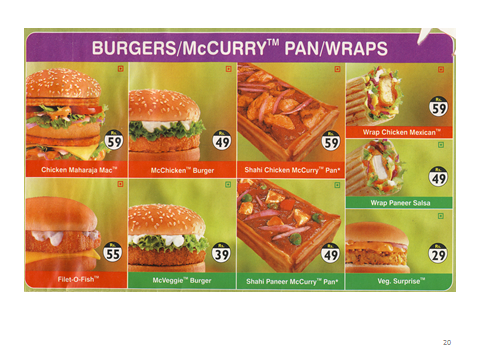 BURGERS/McCURRY™ PAN/WRAPS
Rs. 59
Chicken Maharaja Mac™
Rs. 49
McChicken™ Burger
Rs. 59
Shahi Chicken McCurry™ Pan*
Rs. 59
Wrap Chicken Mexican™
Rs. 49
Wrap Paneer Salsa
Rs. 55
Filet-O-Fish™
Rs. 39
McVeggie™ Burger
Rs. 49
Shahi Paneer McCurry™ Pan*
Rs. 29
Veg. Surprise™
20